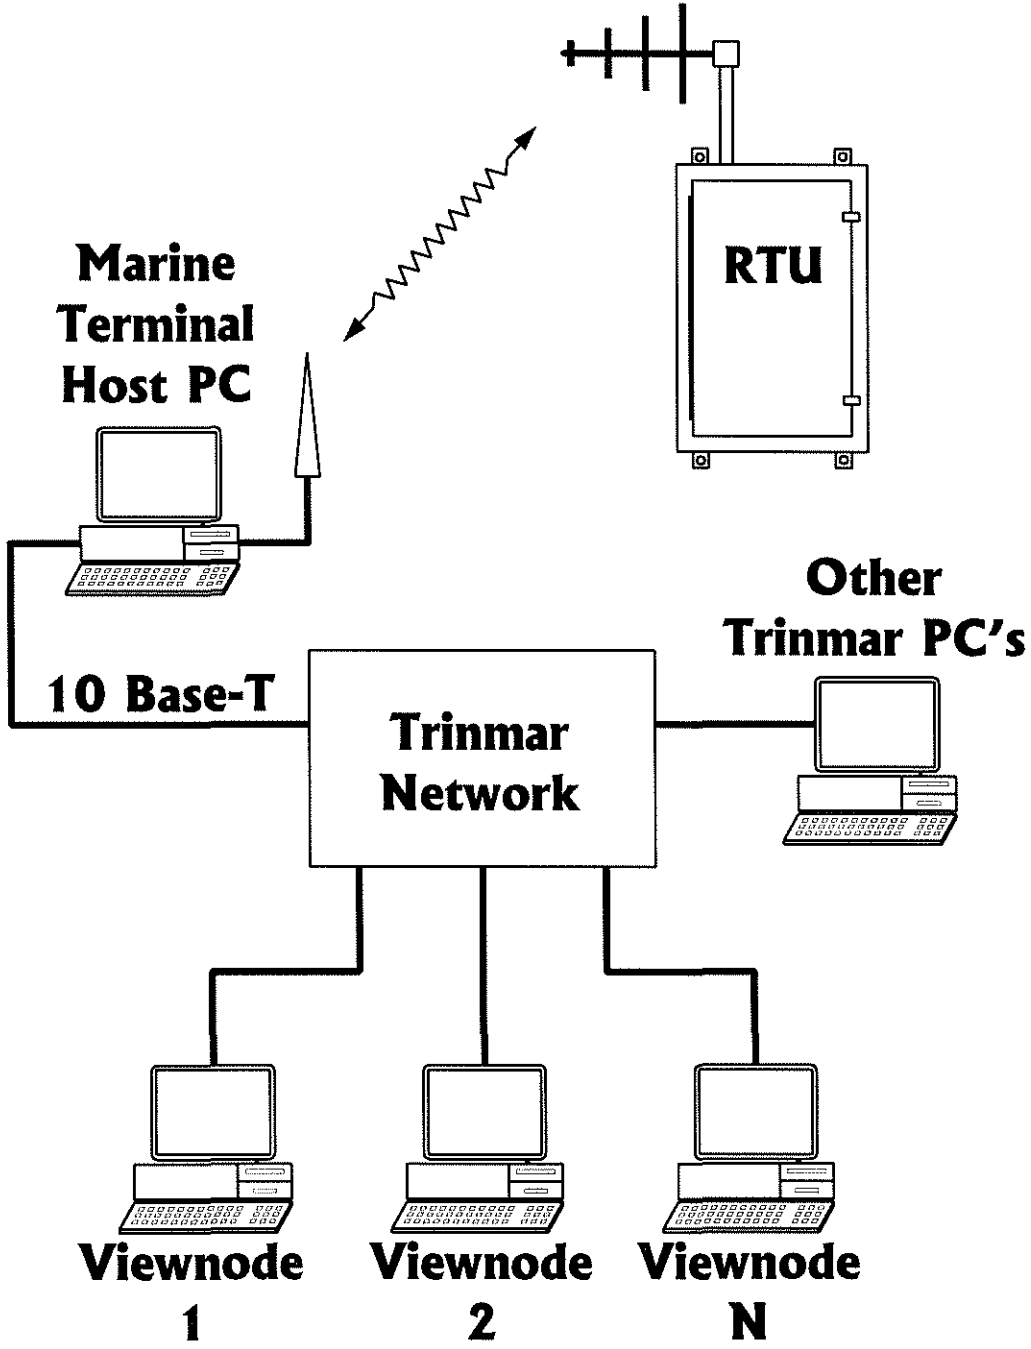 Marine
Terminal
Host PC
RTU
Other
Trinmar PC's
10 Base-T
Trinmar
Network
Viewnode
1
Viewnode
2
Viewnode
N